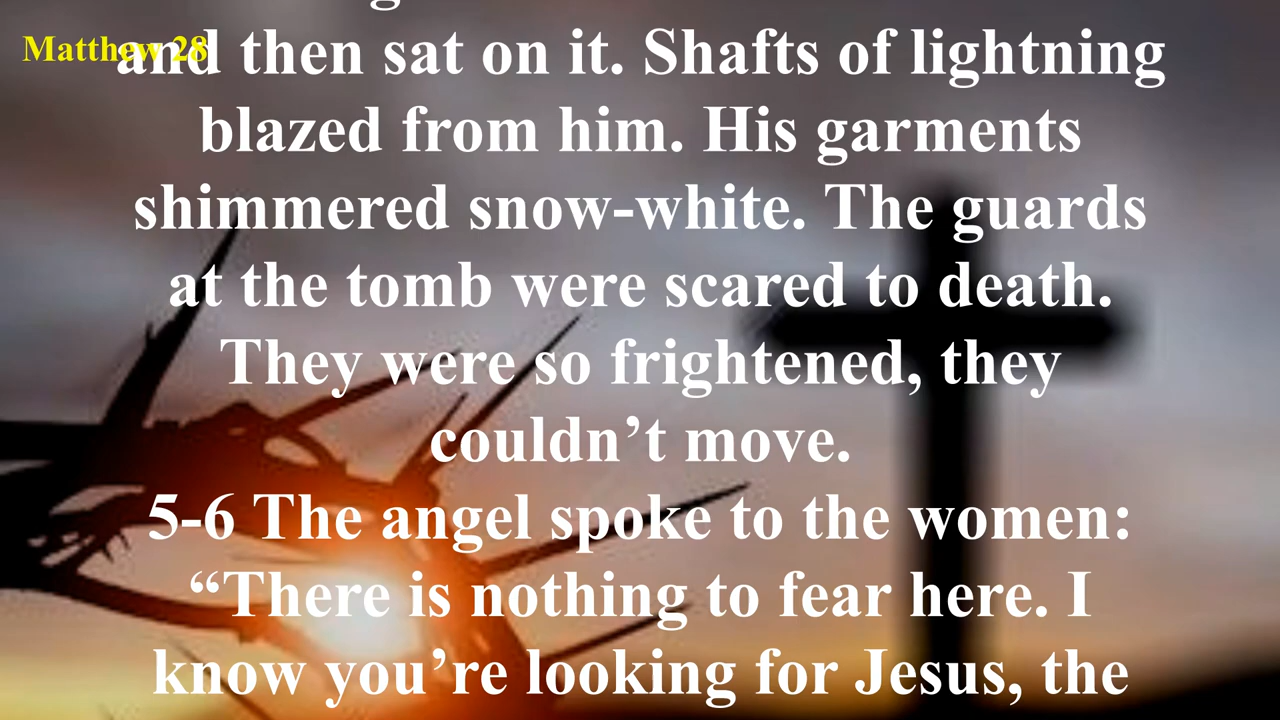 Matthew 28
and then sat on it. Shafts of lightning
blazed from him. His garments
shimmered snow-white. The guards
at the tomb were scared to death.
They were so frightened, they
couldn’t move.
5-6 The angel spoke to the women:
“There is nothing to fear here. I
know you’re looking for Jesus, the